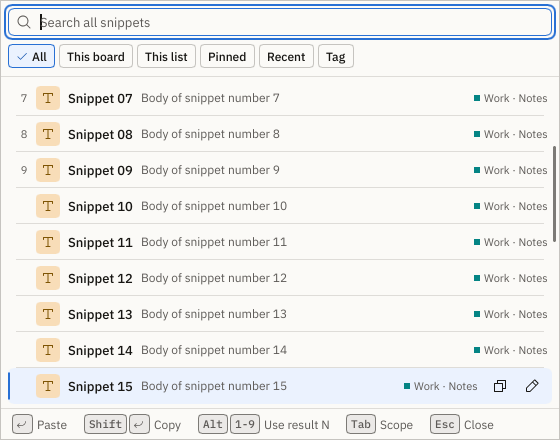 Search all snippets
All This board This list Pinned Recent Tag
7 T Snippet 07 Body of snippet number 7 Work · Notes
8 T Snippet 08 Body of snippet number 8 Work · Notes
9 T Snippet 09 Body of snippet number 9 Work · Notes
T Snippet 10 Body of snippet number 10 Work · Notes
T Snippet 11 Body of snippet number 11 Work · Notes
T Snippet 12 Body of snippet number 12 Work · Notes
T Snippet 13 Body of snippet number 13 Work · Notes
T Snippet 14 Body of snippet number 14 Work · Notes
T Snippet 15 Body of snippet number 15 Work · Notes
Paste Shift Copy Alt 1-9 Use result N Tab Scope Esc Close